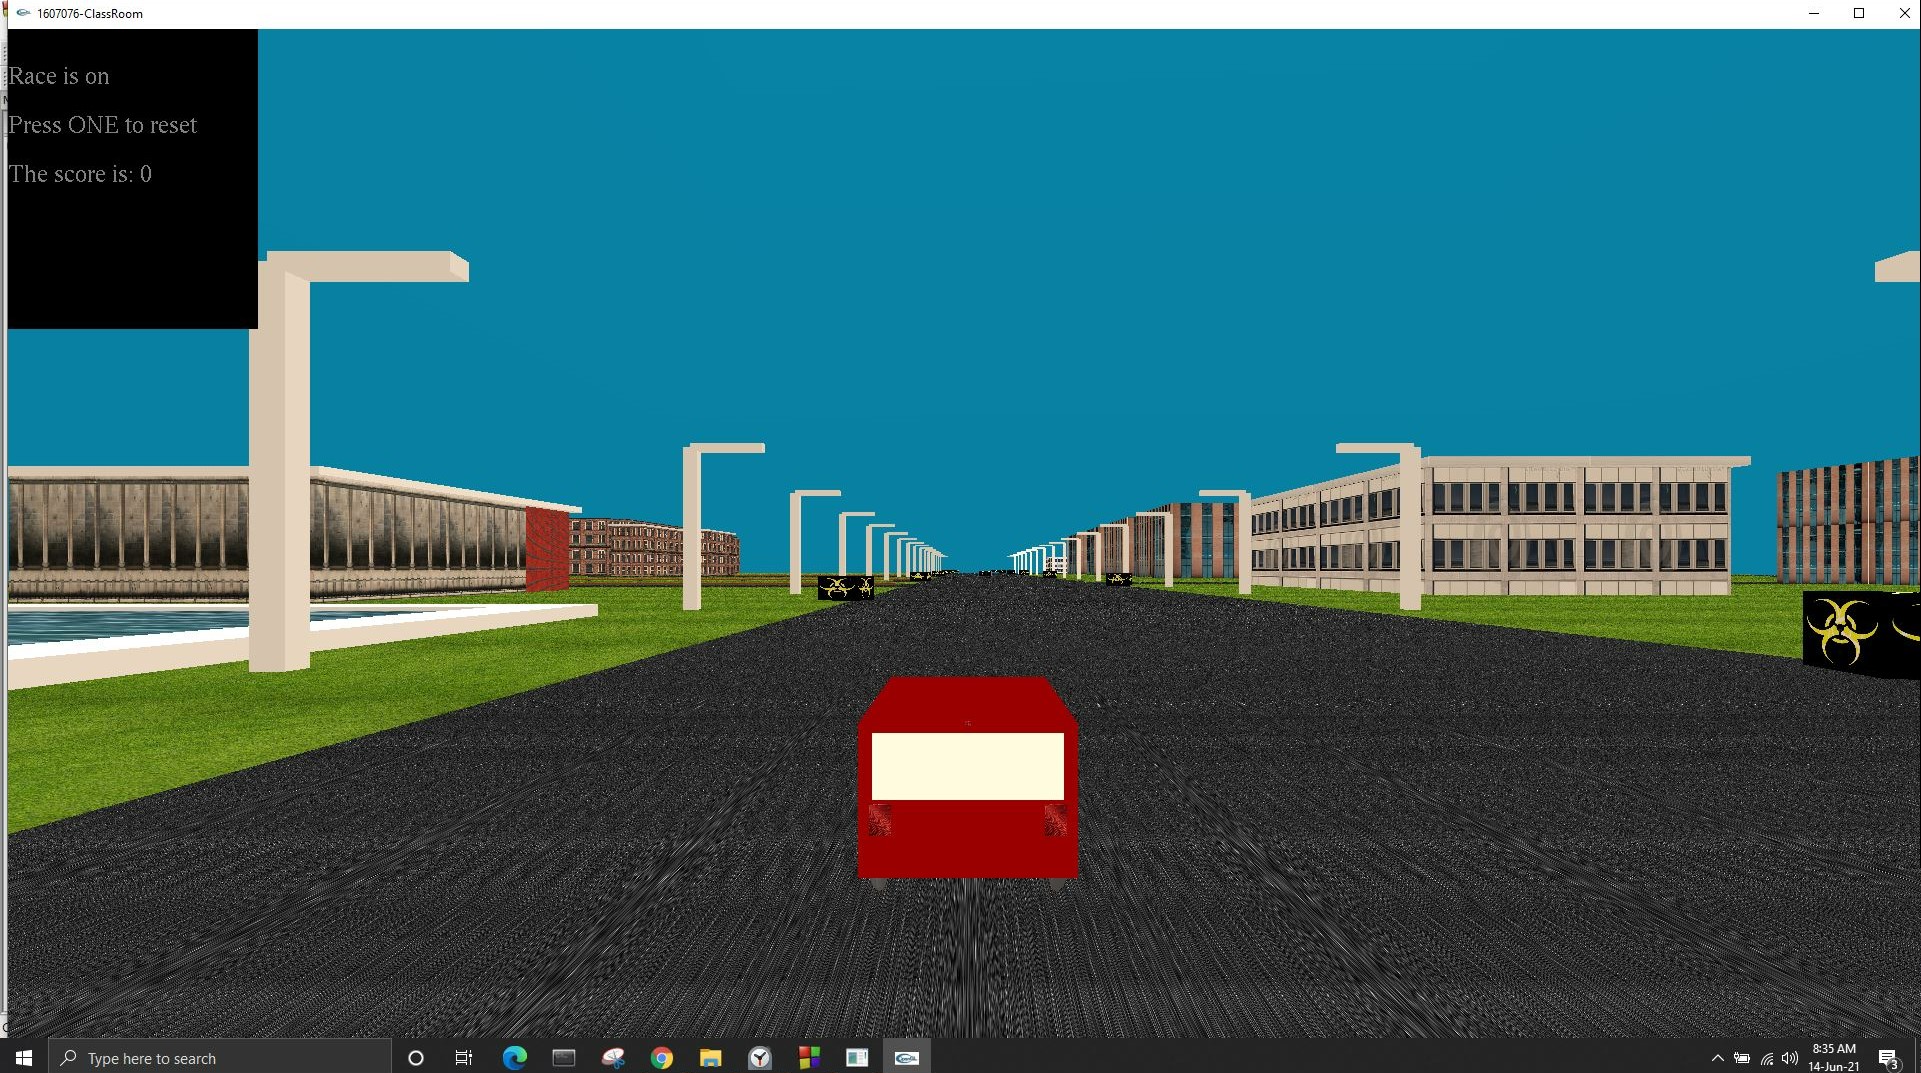 1607076-ClassRoom
Race is on
Press ONE to reset
The score is: 0
Type here to search
8:35 AM
14-Jun-21
3